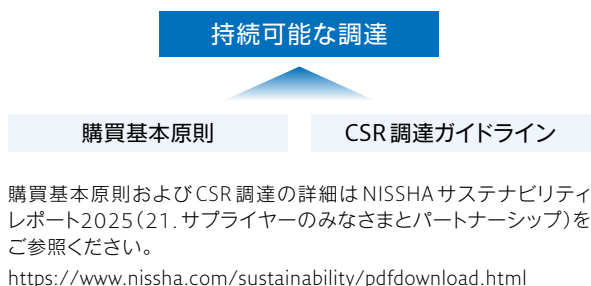 持続可能な調達
購買基本原則
CSR調達ガイドライン
購買基本原則およびCSR調達の詳細はNISSHAサステナビリティ
レポート2025（21.サプライヤーのみなさまとパートナーシップ）を
ご参照ください。
https://www.nissha.com/sustainability/pdfdownload.html